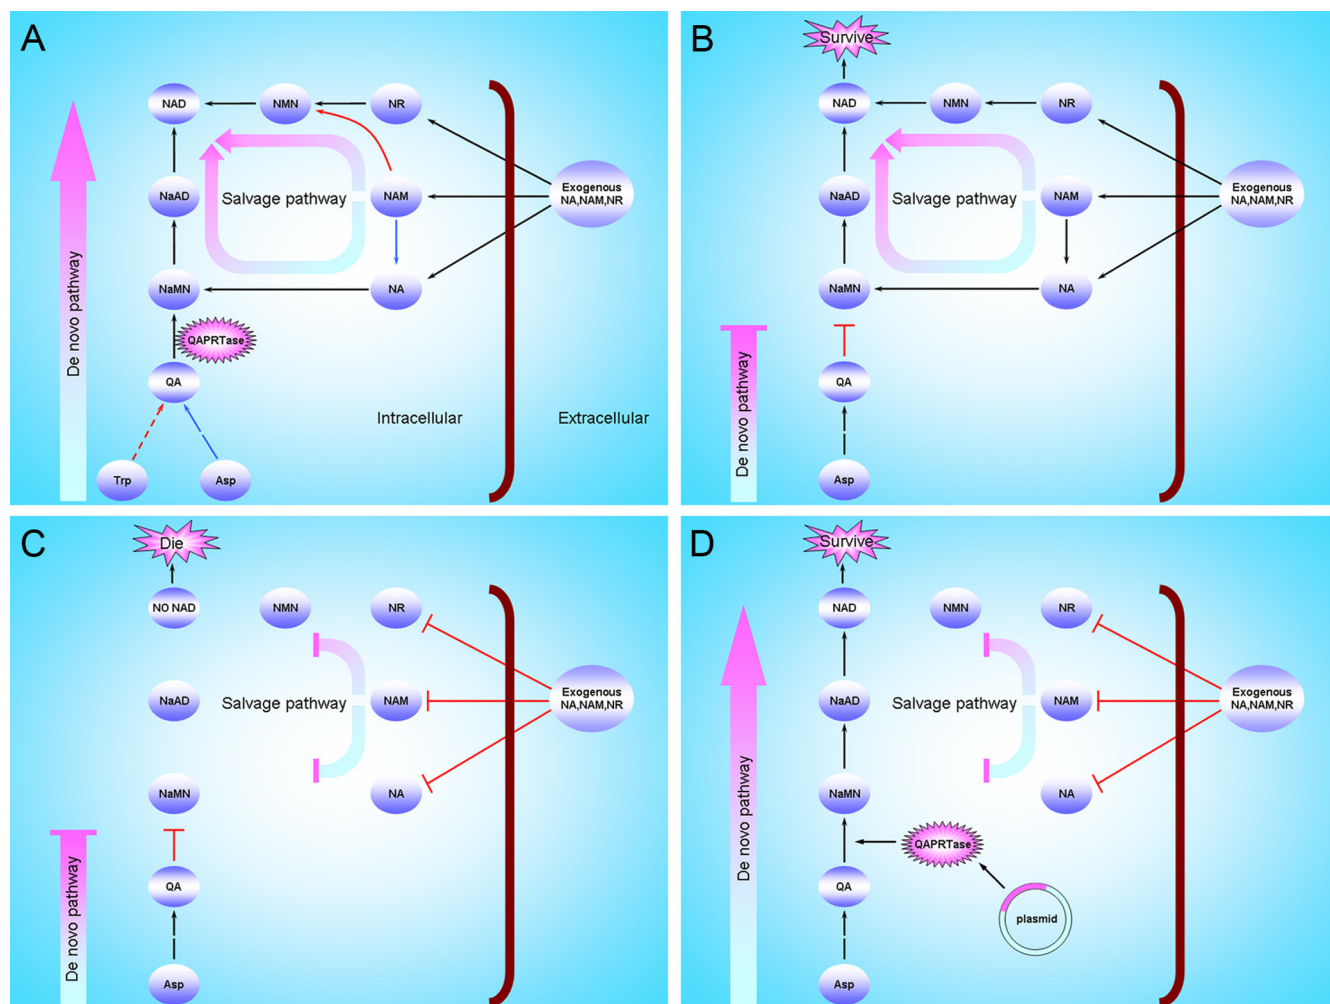 A
NAD
NMN
NR
NaAD
Salvage pathway
NAM
Exogenous
NA,NAM,NR
NaMN
NA
De novo pathway
QAPRTase
QA
Intracellular
Extracellular
Trp
Asp
B
Survive
NAD
NMN
NR
NaAD
Salvage pathway
NAM
Exogenous
NA,NAM,NR
NaMN
NA
De novo pathway
QA
Asp
C
Die
NO NAD
NMN
NR
NaAD
Salvage pathway
NAM
Exogenous
NA,NAM,NR
NaMN
NA
De novo pathway
QA
Asp
D
Survive
NAD
NMN
NR
NaAD
Salvage pathway
NAM
Exogenous
NA,NAM,NR
NaMN
NA
De novo pathway
QAPRTase
QA
plasmid
Asp